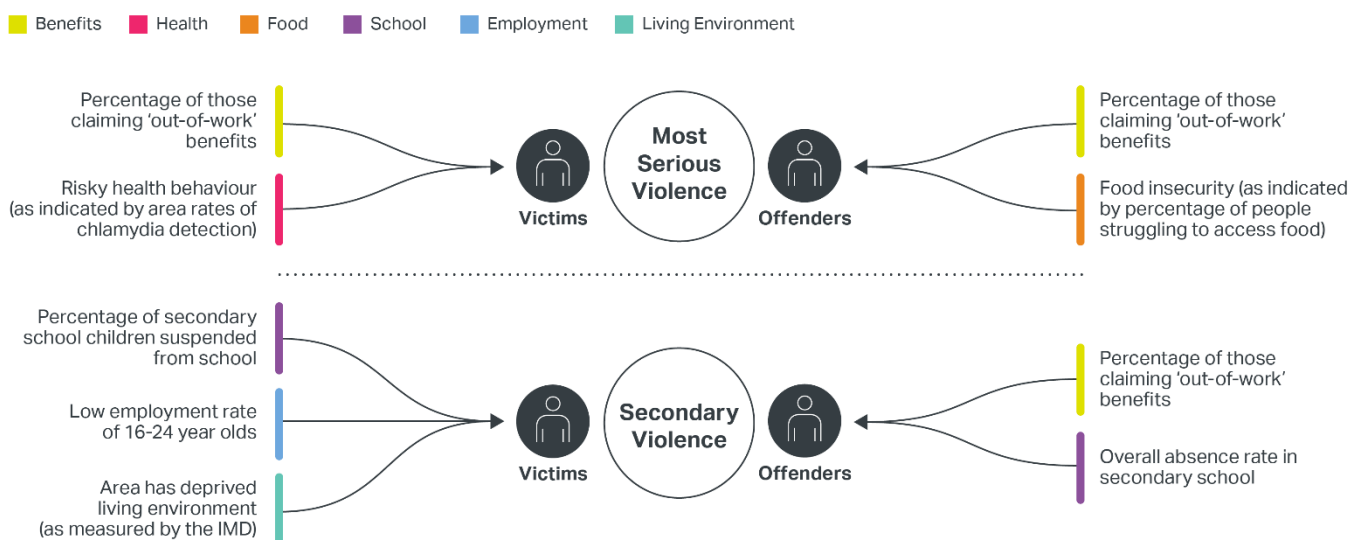 Benefits Health Food School Employment Living Environment
Percentage of those
claiming ‘out-of-work’
benefits
Risky health behaviour
(as indicated by area rates of
chlamydia detection)
Victims
Most
Serious
Violence
Offenders
Percentage of those
claiming ‘out-of-work’
benefits
Food insecurity (as indicated
by percentage of people
struggling to access food)
Percentage of secondary
school children suspended
from school
Low employment rate
of 16-24 year olds
Area has deprived
living environment
(as measured by the IMD)
Victims
Secondary
Violence
Offenders
Percentage of those
claiming ‘out-of-work’
benefits
Overall absence rate in
secondary school